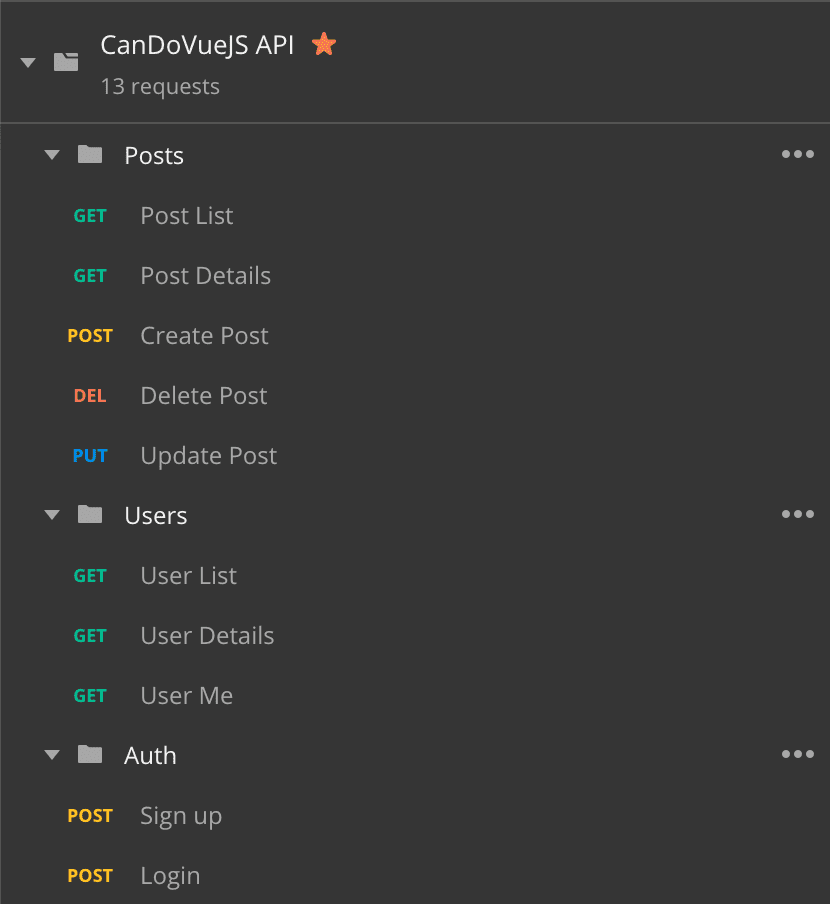 CanDoVueJS API
13 requests
Posts
GET Post List
GET Post Details
POST Create Post
DEL Delete Post
PUT Update Post
Users
GET User List
GET User Details
GET User Me
Auth
POST Sign up
POST Login